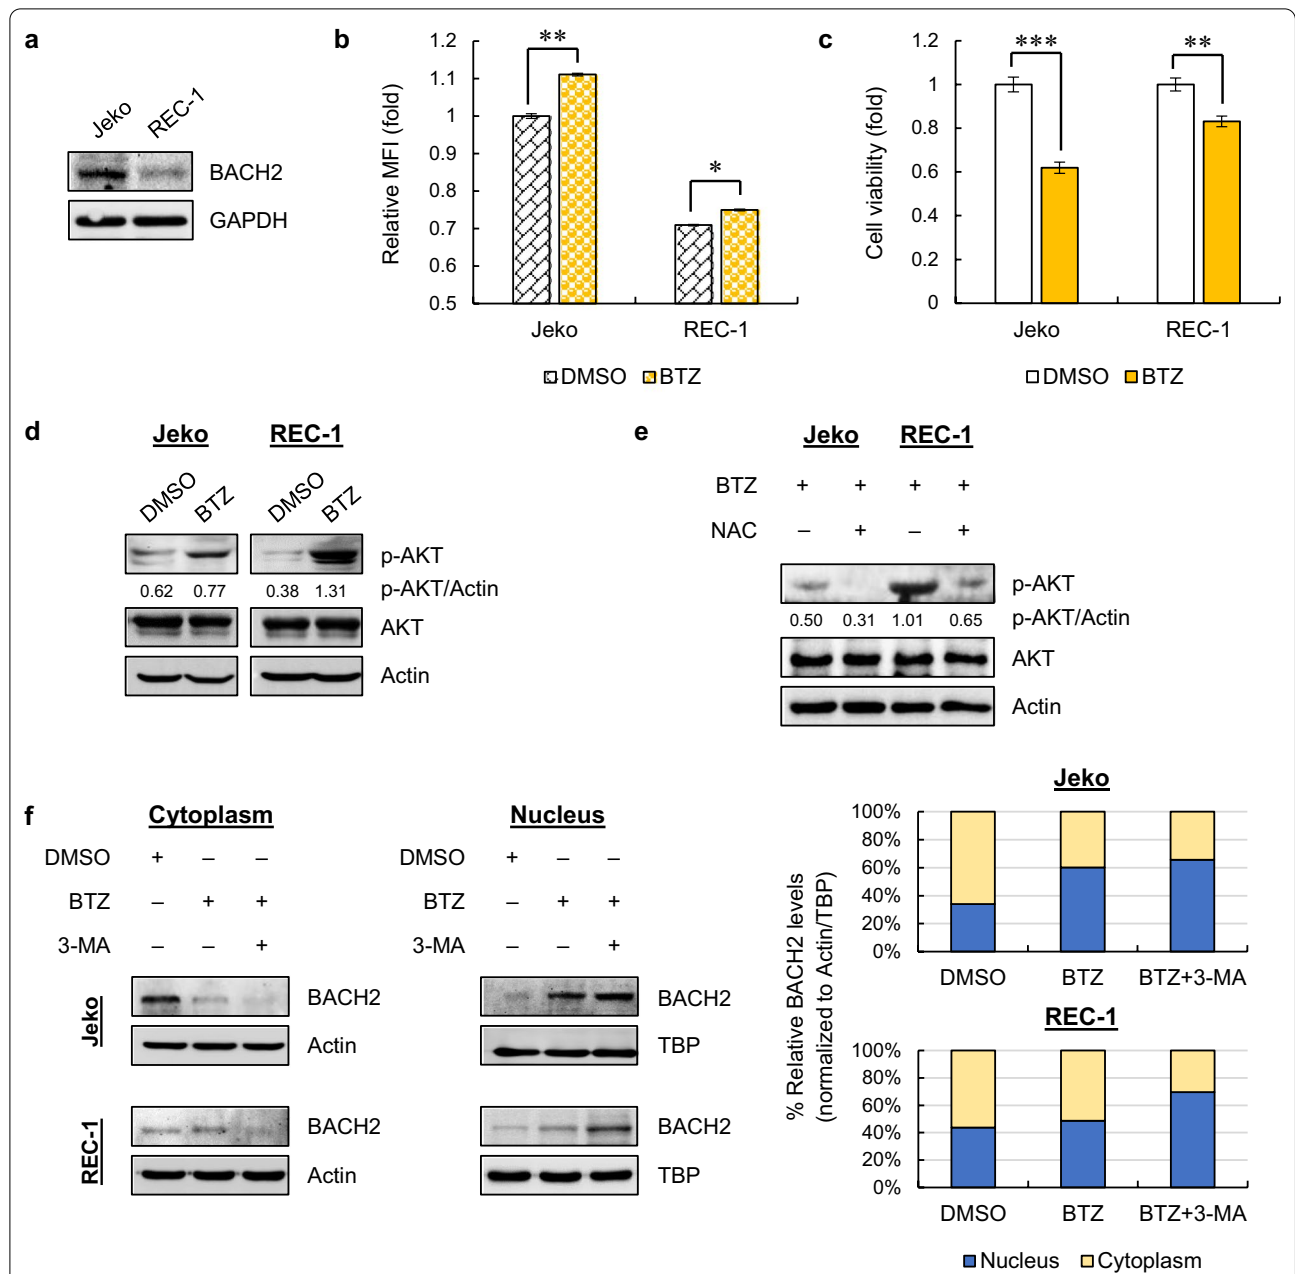 a
Jeko REC-1
BACH2
GAPDH
b
Relative MFI (fold)
1.2
1.1
1
0.9
0.8
0.7
0.6
0.5
**
*
Jeko REC-1
DMSO BTZ
c
Cell viability (fold)
1.2
1
0.8
0.6
0.4
0.2
0
***
**
Jeko REC-1
DMSO BTZ
d
Jeko REC-1
DMSO BTZ DMSO BTZ
p-AKT
0.62 0.77 0.38 1.31 p-AKT/Actin
AKT
Actin
e
Jeko REC-1
BTZ + + + +
NAC – + – +
p-AKT
0.50 0.31 1.01 0.65 p-AKT/Actin
AKT
Actin
f
Cytoplasm
DMSO + – –
BTZ – + +
3-MA – – +
Jeko
BACH2
Actin
REC-1
BACH2
Actin
Nucleus
DMSO + – –
BTZ – + +
3-MA – – +
BACH2
TBP
BACH2
TBP
% Relative BACH2 levels
(normalized to Actin/TBP)
Jeko
100%
80%
60%
40%
20%
0%
DMSO BTZ BTZ+3-MA
REC-1
100%
80%
60%
40%
20%
0%
DMSO BTZ BTZ+3-MA
Nucleus Cytoplasm